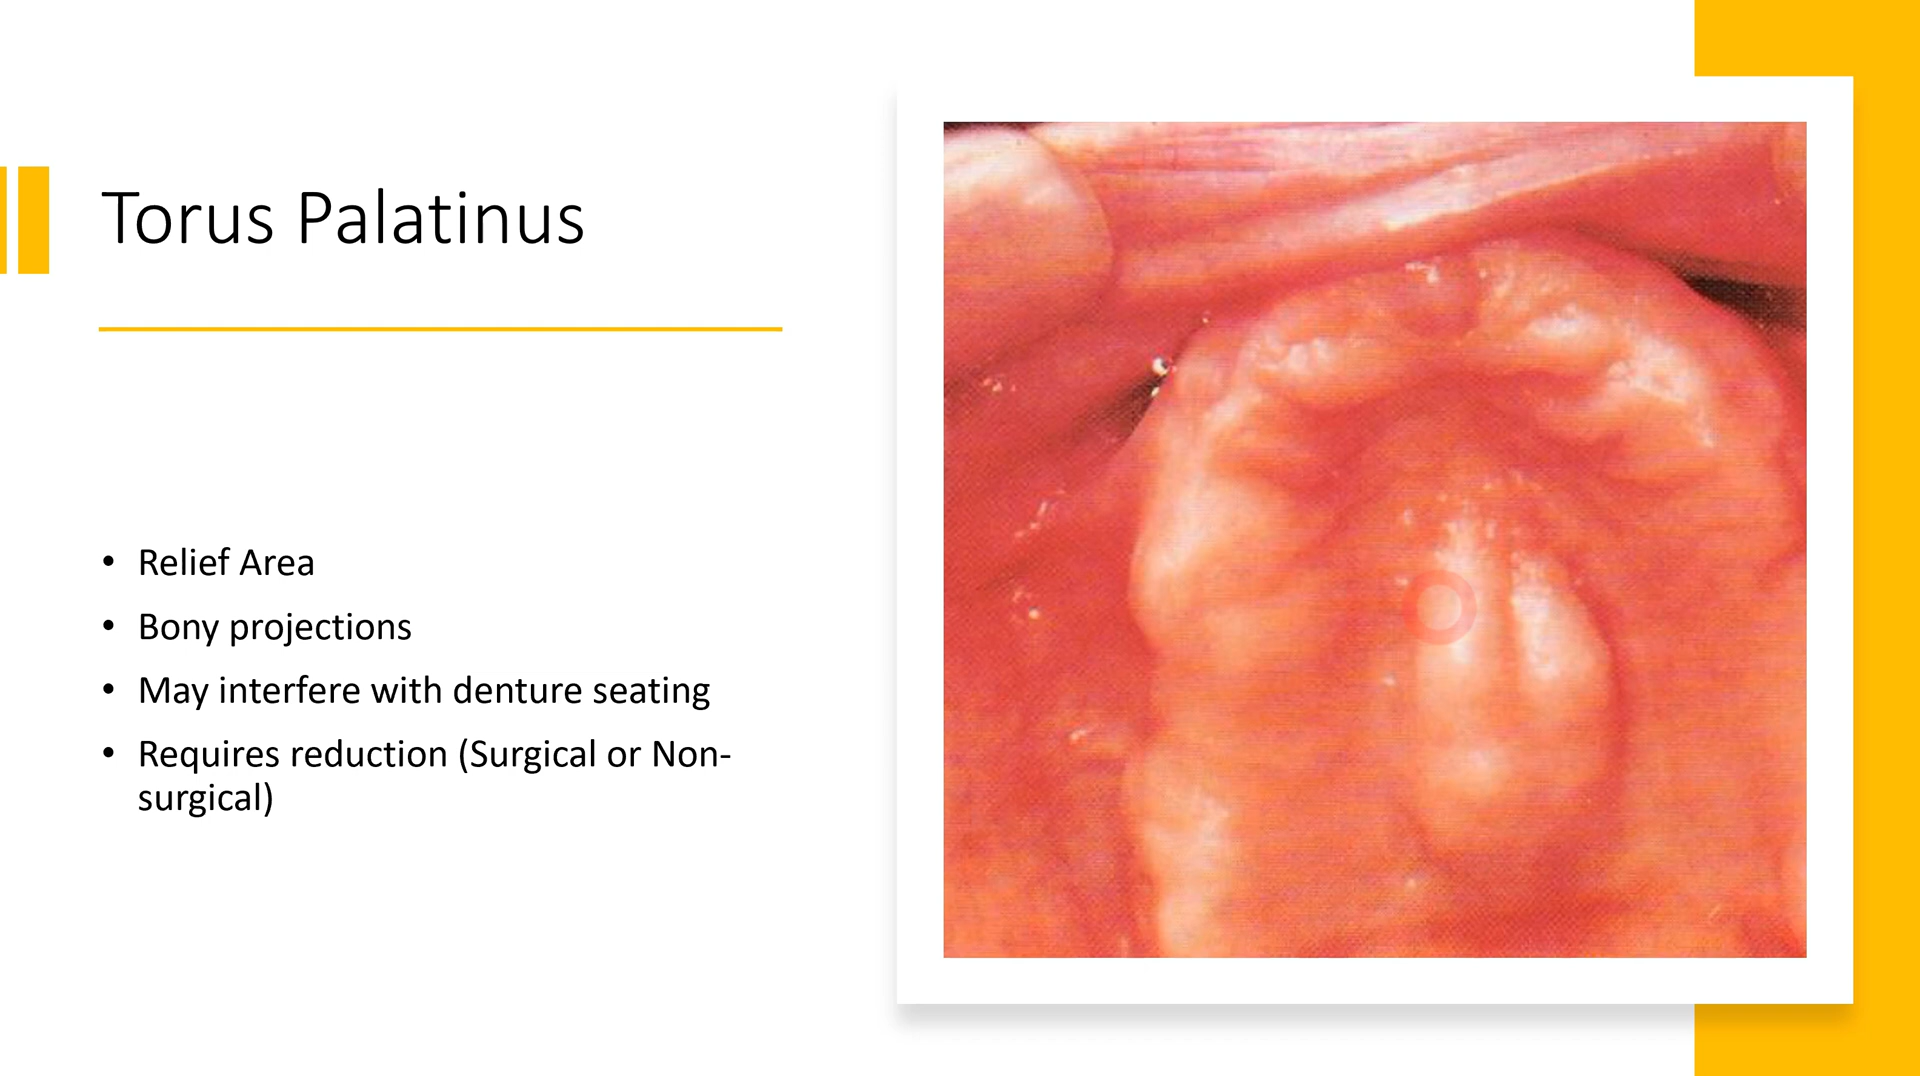 Torus Palatinus
• Relief Area
• Bony projections
• May interfere with denture seating
• Requires reduction (Surgical or Non-
surgical)